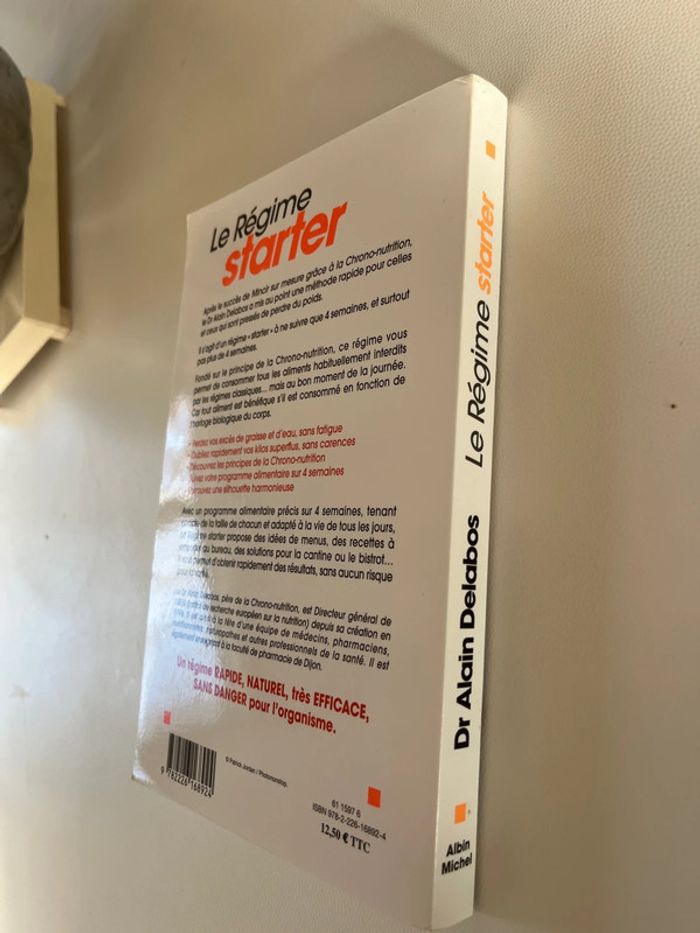 Le Régime
starter
Après le succès de Mincir sur mesure grâce à la Chrono-nutrition,
le Dr Alain Delabos a mis au point une méthode rapide pour celles
et ceux qui sont pressés de perdre du poids.
Il s'agit d'un régime « starter » à ne suivre que 4 semaines, et surtout
pas plus de 4 semaines.
Fondé sur le principe de la Chrono-nutrition, ce régime vous
permet de consommer tous les aliments habituellement interdits
par les régimes classiques... mais au bon moment de la journée.
Car tout aliment est bénéfique s'il est consommé en fonction de
l'horloge biologique du corps.
- Perdez vos excès de graisse et d'eau, sans fatigue
- Oubliez rapidement vos kilos superflus, sans carences
- Découvrez les principes de la Chrono-nutrition
- Suivez votre programme alimentaire sur 4 semaines
- Retrouvez une silhouette harmonieuse
Avec un programme alimentaire précis sur 4 semaines, tenant
compte de la taille de chacun et adapté à la vie de tous les jours,
Le Régime starter propose des idées de menus, des recettes à
emporter au bureau, des solutions pour la cantine ou le bistrot...
permet d'obtenir rapidement des résultats, sans aucun risque
pour la santé.
Le Dr Alain Delabos, père de la Chrono-nutrition, est Directeur général de
de recherche européen sur la nutrition) depuis sa création en
à la tête d'une équipe de médecins, pharmaciens,
naturopathes et autres professionnels de la santé. Il est
également enseignant à la faculté de pharmacie de Dijon.
Un régime RAPIDE, NATUREL, très EFFICACE,
SANS DANGER pour l'organisme.
9 782226 168924
© Patrick Jordan / Photononstop.
61 1597 6
ISBN 978-2-226-16892-4
12,50 € TTC
Dr Alain Delabos Le Régime starter
Albin
Michel